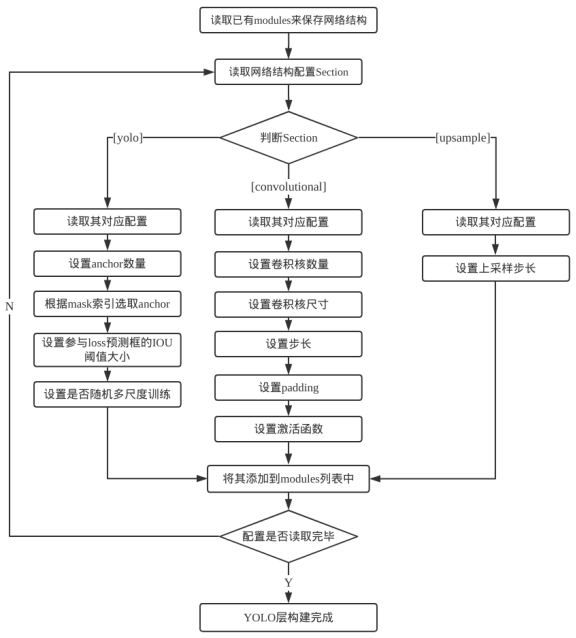 读取已有modules来保存网络结构
读取网络结构配置Section
判断Section
[yolo]
[convolutional]
[upsample]
读取其对应配置
设置anchor数量
根据mask索引选取anchor
设置参与loss预测框的IOU
阈值大小
设置是否随机多尺度训练
读取其对应配置
设置卷积核数量
设置卷积核尺寸
设置步长
设置padding
设置激活函数
读取其对应配置
设置上采样步长
将其添加到modules列表中
配置是否读取完毕
N
Y
YOLO层构建完成